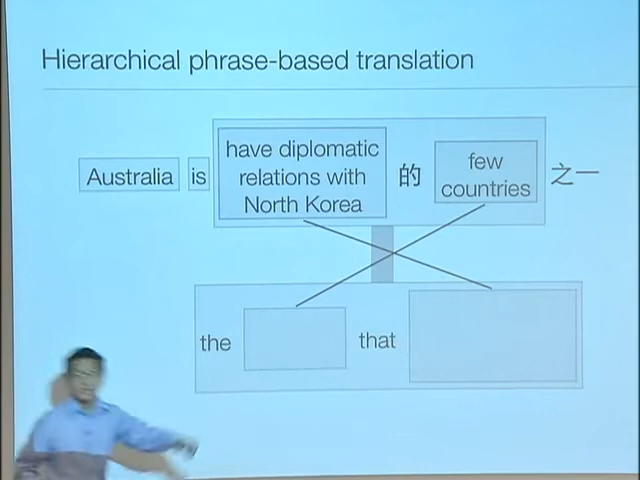 Hierarchical phrase-based translation
Australia is have diplomatic relations with North Korea 的 few countries 之一
the that